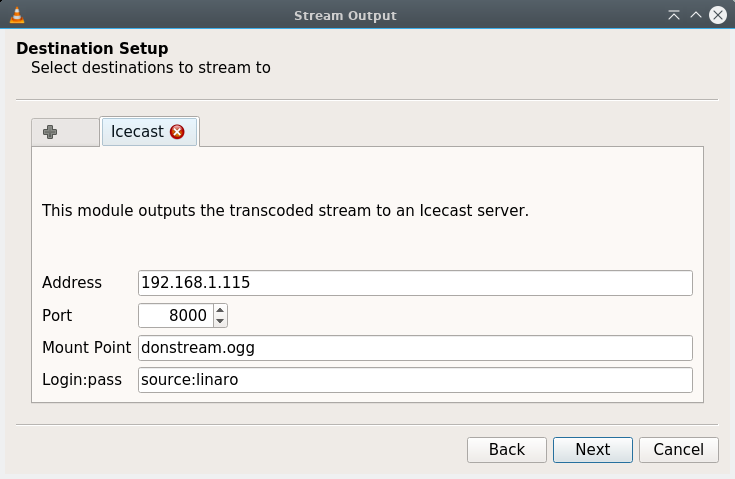 Stream Output
Destination Setup
Select destinations to stream to
Icecast
This module outputs the transcoded stream to an Icecast server.
Address 192.168.1.115
Port 8000
Mount Point donstream.ogg
Login:pass source:linaro
Back Next Cancel